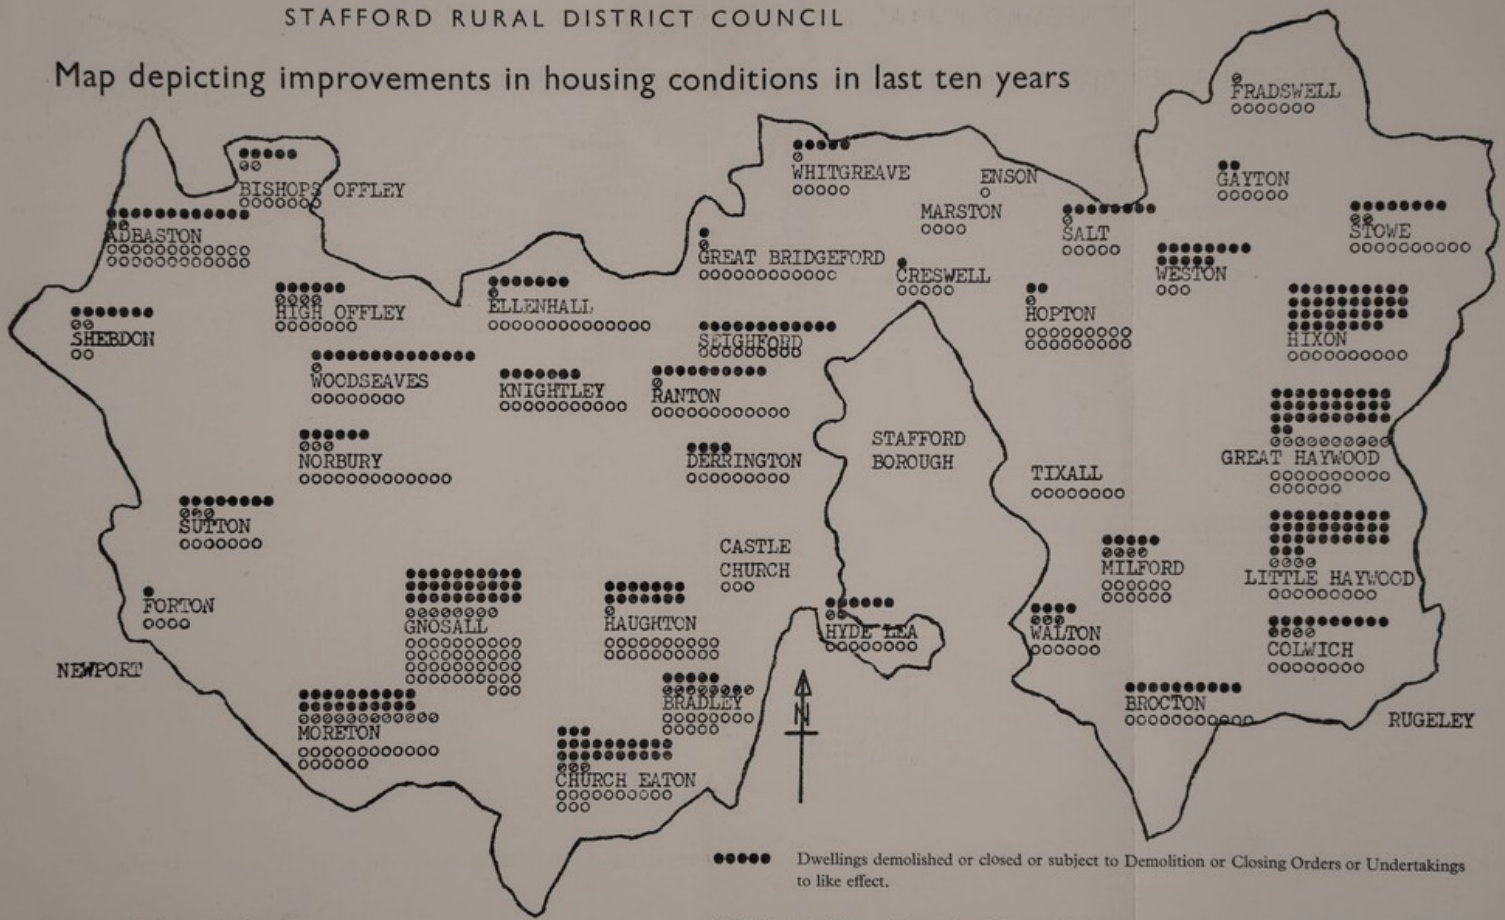 STAFFORD RURAL DISTRICT COUNCIL
Map depicting improvements in housing conditions in last ten years
FRADSWELL
WHITGREAVE
ENSON
GAYTON
BISHOPS OFFLEY
MARSTON
SALT
STOWE
ADBASTON
GREAT BRIDGEFORD
CRESWELL
WESTON
HIGH OFFLEY
ELLENHALL
HOPTON
SHEBDON
SEIGHFORD
HIXON
WOODSEAVES
KNIGHTLEY
RANTON
NORBURY
DERRINGTON
STAFFORD
BOROUGH
TIXALL
GREAT HAYWOOD
SUTTON
CASTLE
CHURCH
MILFORD
LITTLE HAYWOOD
FORTON
GNOSALL
HAUGHTON
HYDE LEA
WALTON
COLWICH
NEWPORT
BRADLEY
BROCTON
RUGELEY
MORETON
N
CHURCH EATON
Dwellings demolished or closed or subject to Demolition or Closing Orders or Undertakings
to like effect.